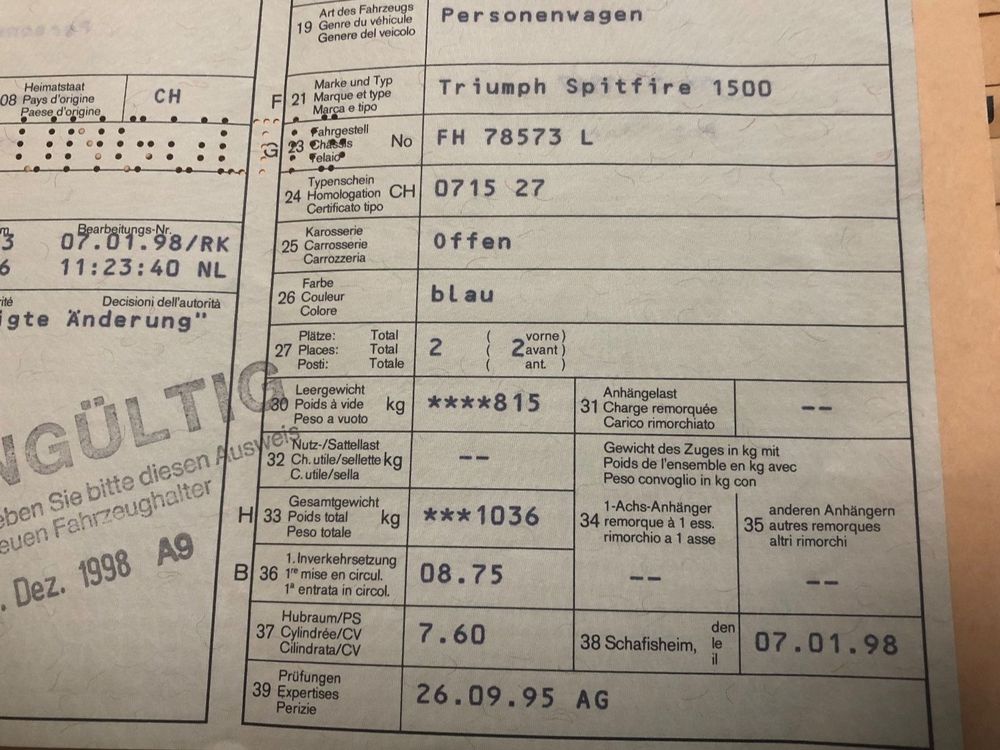 19 Art des Fahrzeugs
Genre du véhicule
Genere del veicolo
Personenwagen
08 Heimatstaat
Pays d'origine
Paese d'origine
CH
F 21 Marke und Typ
Marque et type
Marca e tipo
Triumph Spitfire 1500
G 23 Fahrgestell
Chassis
Telaio
No
FH 78573 L
24 Typenschein
Homologation CH
Certificato tipo
0715 27
Bearbeitungs-Nr.
3 07.01.98/RK
6 11:23:40 NL
25 Karosserie
Carrosserie
Carrozzeria
Offen
rité Decisioni dell'autorità
igte Änderung"
26 Farbe
Couleur
Colore
blau
27 Plätze: Total
Places: Total
Posti: Totale
2
( vorne )
( 2 avant )
( ant. )
30 Leergewicht
Poids à vide kg
Peso a vuoto
****815
31 Anhängelast
Charge remorquée
Carico rimorchiato
--
NGÜLTIG
eben Sie bitte diesen Ausweis
euen Fahrzeughalter
. Dez. 1998 A9
32 Nutz-/Sattellast
Ch. utile/sellette kg
C. utile/sella
--
Gewicht des Zuges in kg mit
Poids de l'ensemble en kg avec
Peso convoglio in kg con
H 33 Gesamtgewicht
Poids total kg
Peso totale
***1036
34 1-Achs-Anhänger
remorque à 1 ess.
rimorchio a 1 asse
--
35 anderen Anhängern
autres remorques
altri rimorchi
--
B 36 1. Inverkehrsetzung
1re mise en circul.
1a entrata in circol.
08.75
37 Hubraum/PS
Cylindrée/CV
Cilindrata/CV
7.60
38 Schafisheim,
den
le
il
07.01.98
39 Prüfungen
Expertises
Perizie
26.09.95 AG